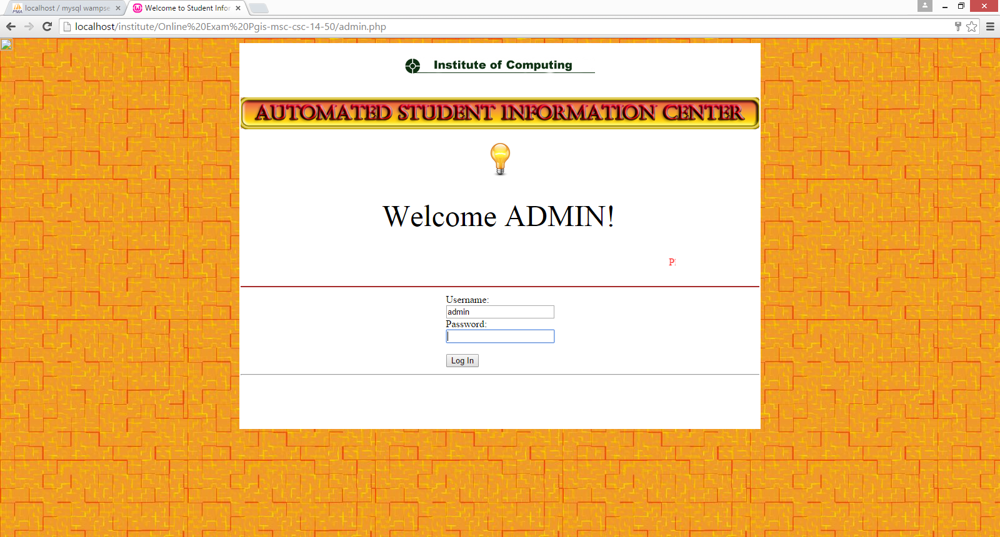 localhost / mysql wampse
Welcome to Student Infor
localhost/institute/Online%20Exam%20Pgis-msc-csc-14-50/admin.php
Institute of Computing
AUTOMATED STUDENT INFORMATION CENTER
Welcome ADMIN!
Username:
admin
Password:
Log In